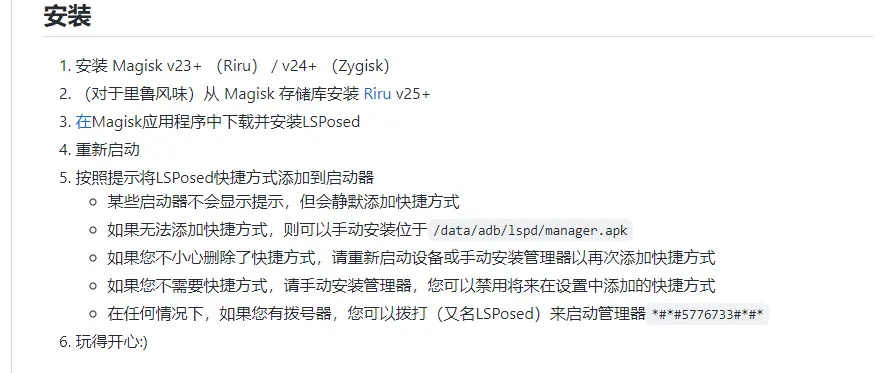 安装
1. 安装 Magisk v23+ （Riru） / v24+ （Zygisk）
2. （对于里鲁风味）从 Magisk 存储库安装 Riru v25+
3. 在Magisk应用程序中下载并安装LSPosed
4. 重新启动
5. 按照提示将LSPosed快捷方式添加到启动器
某些启动器不会显示提示，但会静默添加快捷方式
如果无法添加快捷方式，则可以手动安装位于 /data/adb/lspd/manager.apk
如果您不小心删除了快捷方式，请重新启动设备或手动安装管理器以再次添加快捷方式
如果您不需要快捷方式，请手动安装管理器，您可以禁用将来在设置中添加的快捷方式
在任何情况下，如果您有拨号器，您可以拨打（又名LSPosed）来启动管理器 *#*#5776733#*#*
6. 玩得开心:)